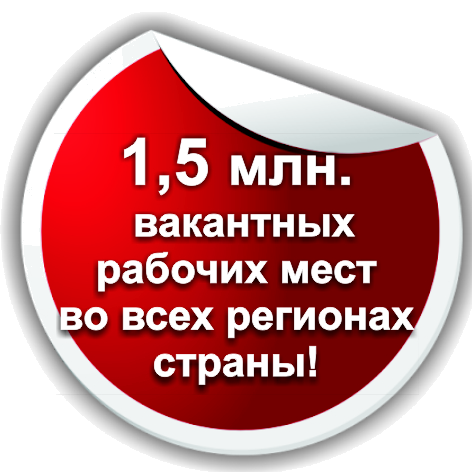 1,5 млн.
вакантных
рабочих мест
во всех регионах
страны!